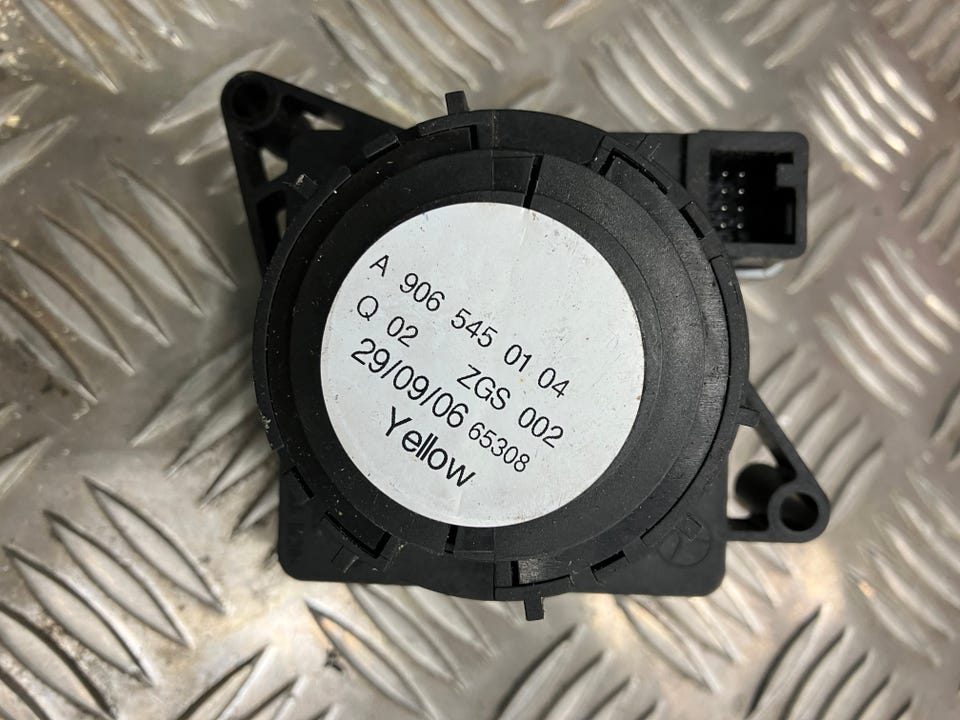 A 906 545 01 04
Q 02 ZGS 002
29/09/06 65308
Yellow